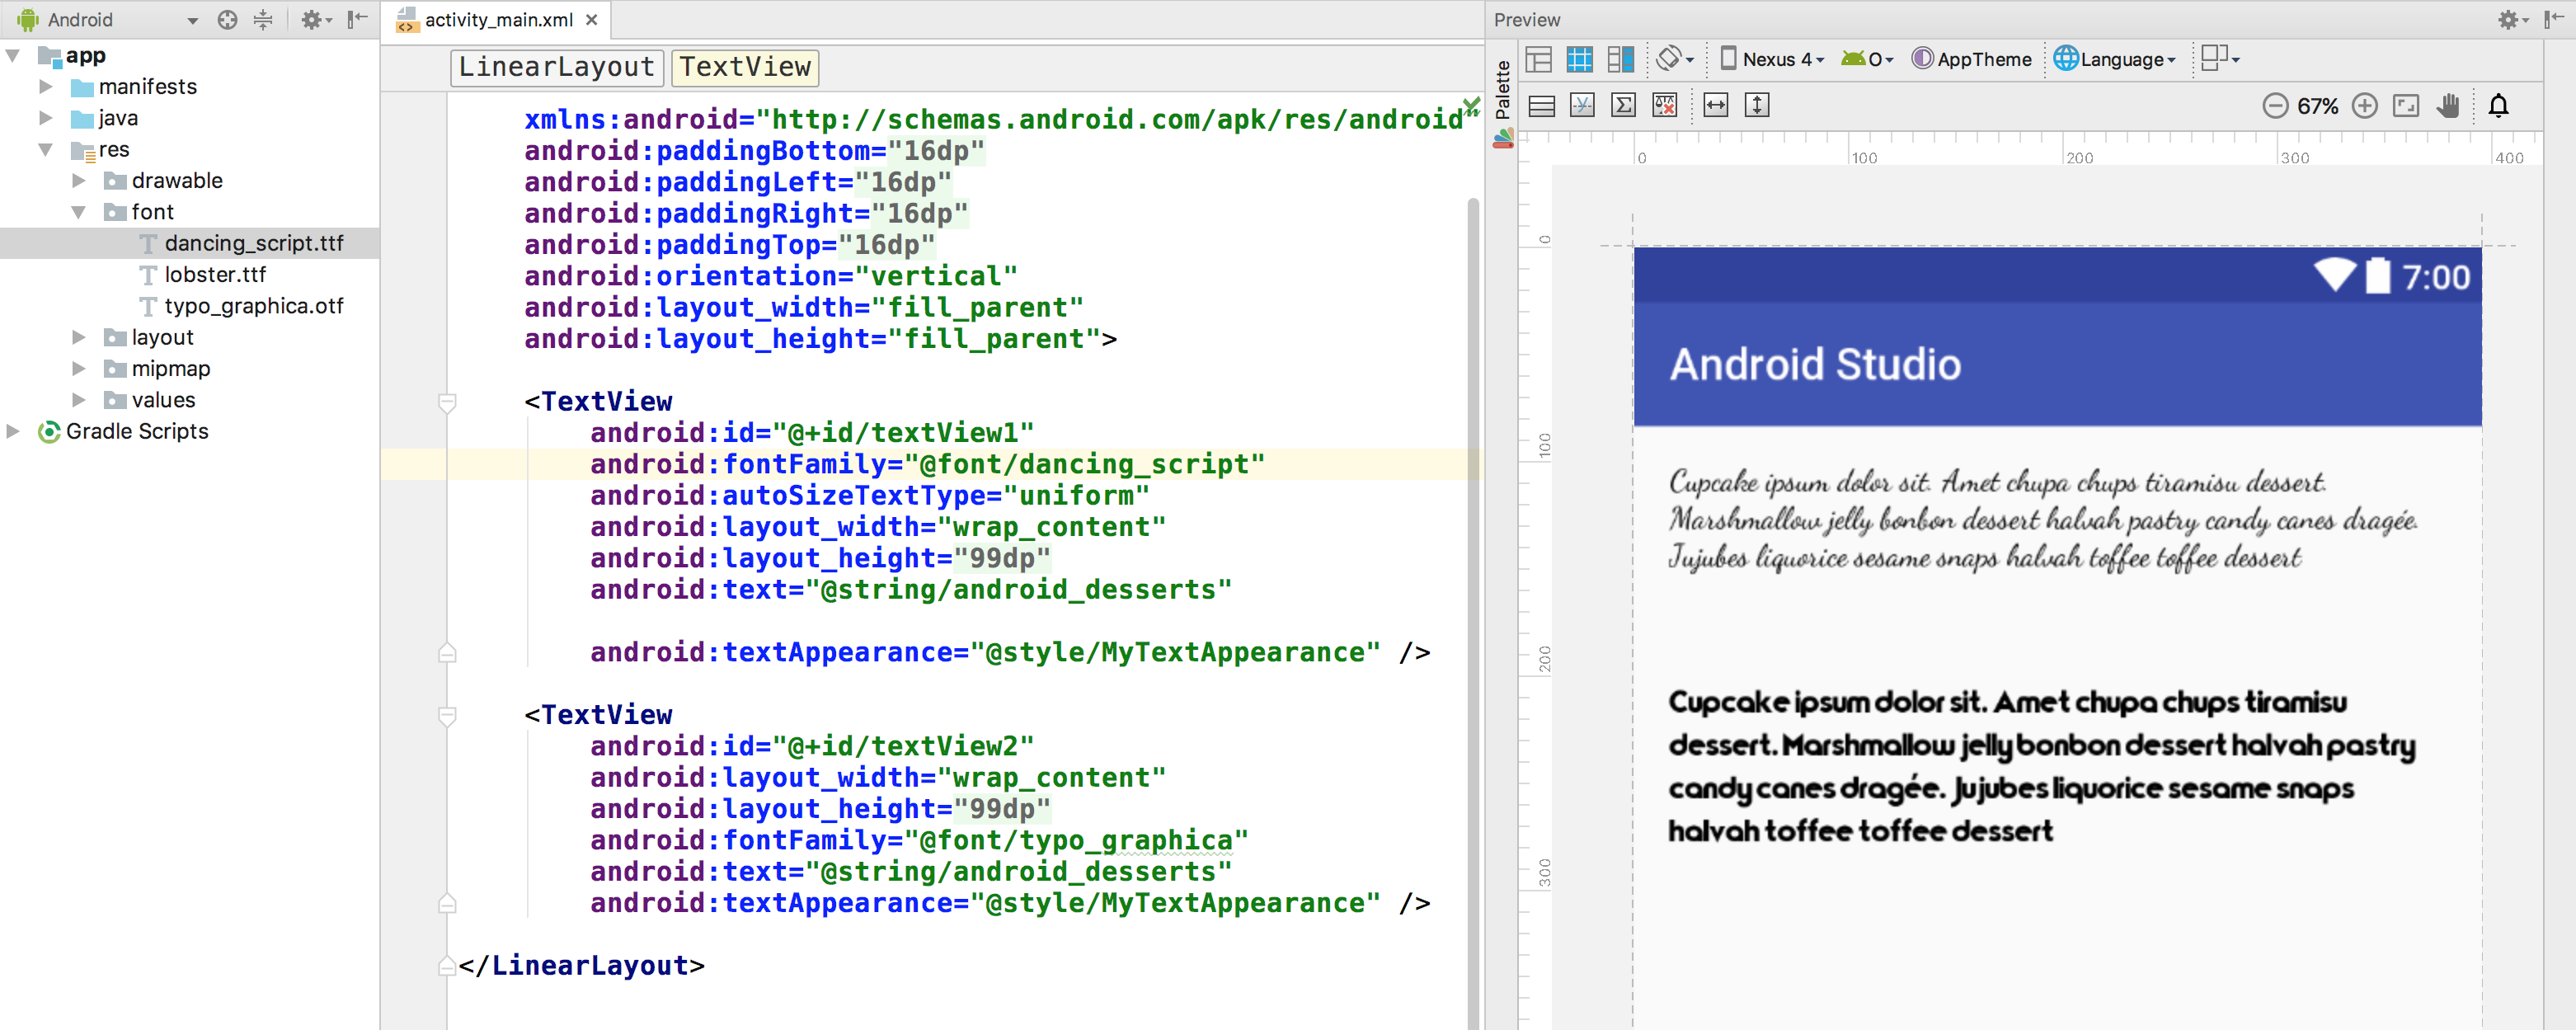 Android
activity_main.xml
Preview
app
manifests
java
res
drawable
font
dancing_script.ttf
lobster.ttf
typo_graphica.otf
layout
mipmap
values
Gradle Scripts
LinearLayout TextView
xmlns:android="http://schemas.android.com/apk/res/android"
android:paddingBottom="16dp"
android:paddingLeft="16dp"
android:paddingRight="16dp"
android:paddingTop="16dp"
android:orientation="vertical"
android:layout_width="fill_parent"
android:layout_height="fill_parent">
<TextView
android:id="@+id/textView1"
android:fontFamily="@font/dancing_script"
android:autoSizeTextType="uniform"
android:layout_width="wrap_content"
android:layout_height="99dp"
android:text="@string/android_desserts"
android:textAppearance="@style/MyTextAppearance" />
<TextView
android:id="@+id/textView2"
android:layout_width="wrap_content"
android:layout_height="99dp"
android:fontFamily="@font/typo_graphica"
android:text="@string/android_desserts"
android:textAppearance="@style/MyTextAppearance" />
</LinearLayout>
Palette
Nexus 4 O AppTheme Language
67%
0 100 200 300 400
0
100
200
300
7:00
Android Studio
Cupcake ipsum dolor sit. Amet chupa chups tiramisu dessert.
Marshmallow jelly bonbon dessert halvah pastry candy canes dragée.
Jujubes liquorice sesame snaps halvah toffee toffee dessert
Cupcake ipsum dolor sit. Amet chupa chups tiramisu
dessert. Marshmallow jelly bonbon dessert halvah pastry
candy canes dragée. Jujubes liquorice sesame snaps
halvah toffee toffee dessert